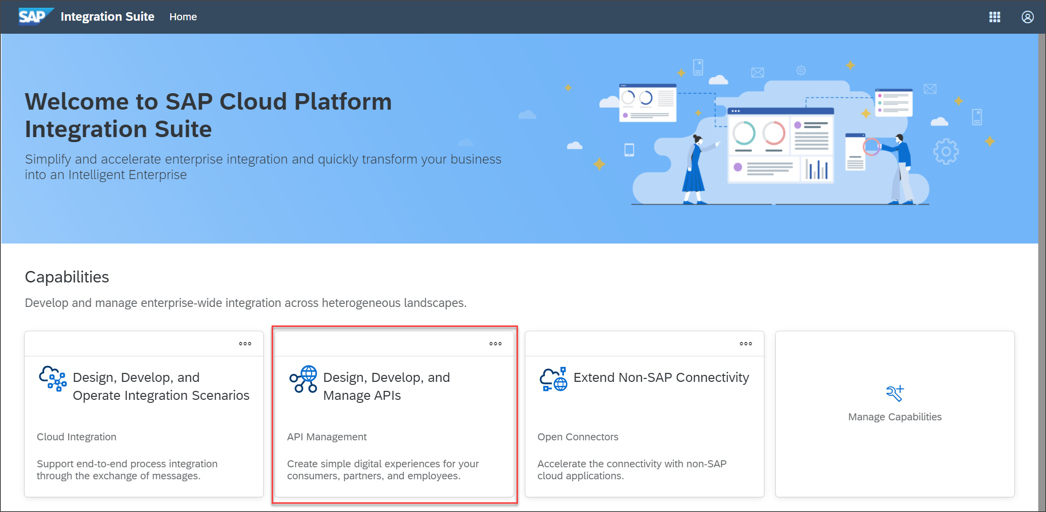 SAP Integration Suite Home
Welcome to SAP Cloud Platform
Integration Suite
Simplify and accelerate enterprise integration and quickly transform your business
into an Intelligent Enterprise
Capabilities
Develop and manage enterprise-wide integration across heterogeneous landscapes.
Design, Develop, and
Operate Integration Scenarios
Cloud Integration
Support end-to-end process integration
through the exchange of messages.
Design, Develop, and
Manage APIs
API Management
Create simple digital experiences for your
consumers, partners, and employees.
Extend Non-SAP Connectivity
Open Connectors
Accelerate the connectivity with non-SAP
cloud applications.
Manage Capabilities